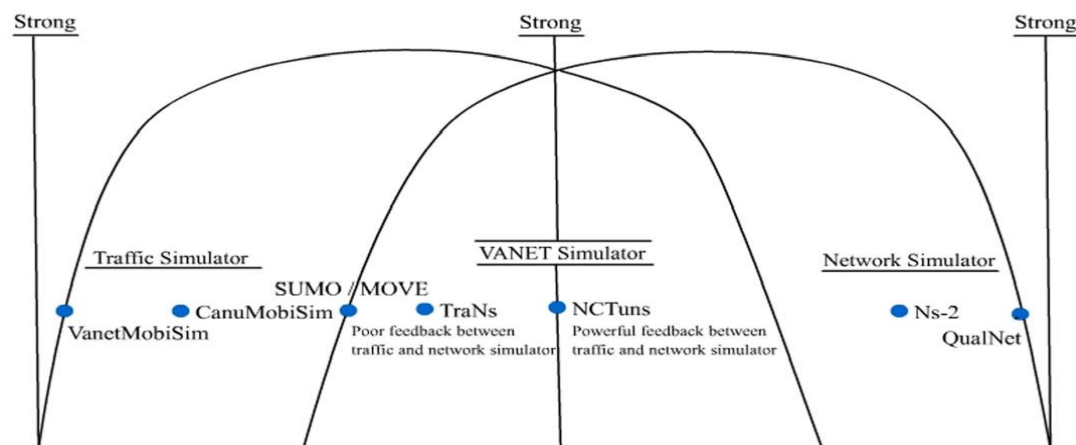 Strong
Strong
Strong
Traffic Simulator
VANET Simulator
Network Simulator
SUMO / MOVE
VanetMobiSim
CanuMobiSim
TraNs
Poor feedback between
traffic and network simulator
NCTuns
Powerful feedback between
traffic and network simulator
Ns-2
QualNet